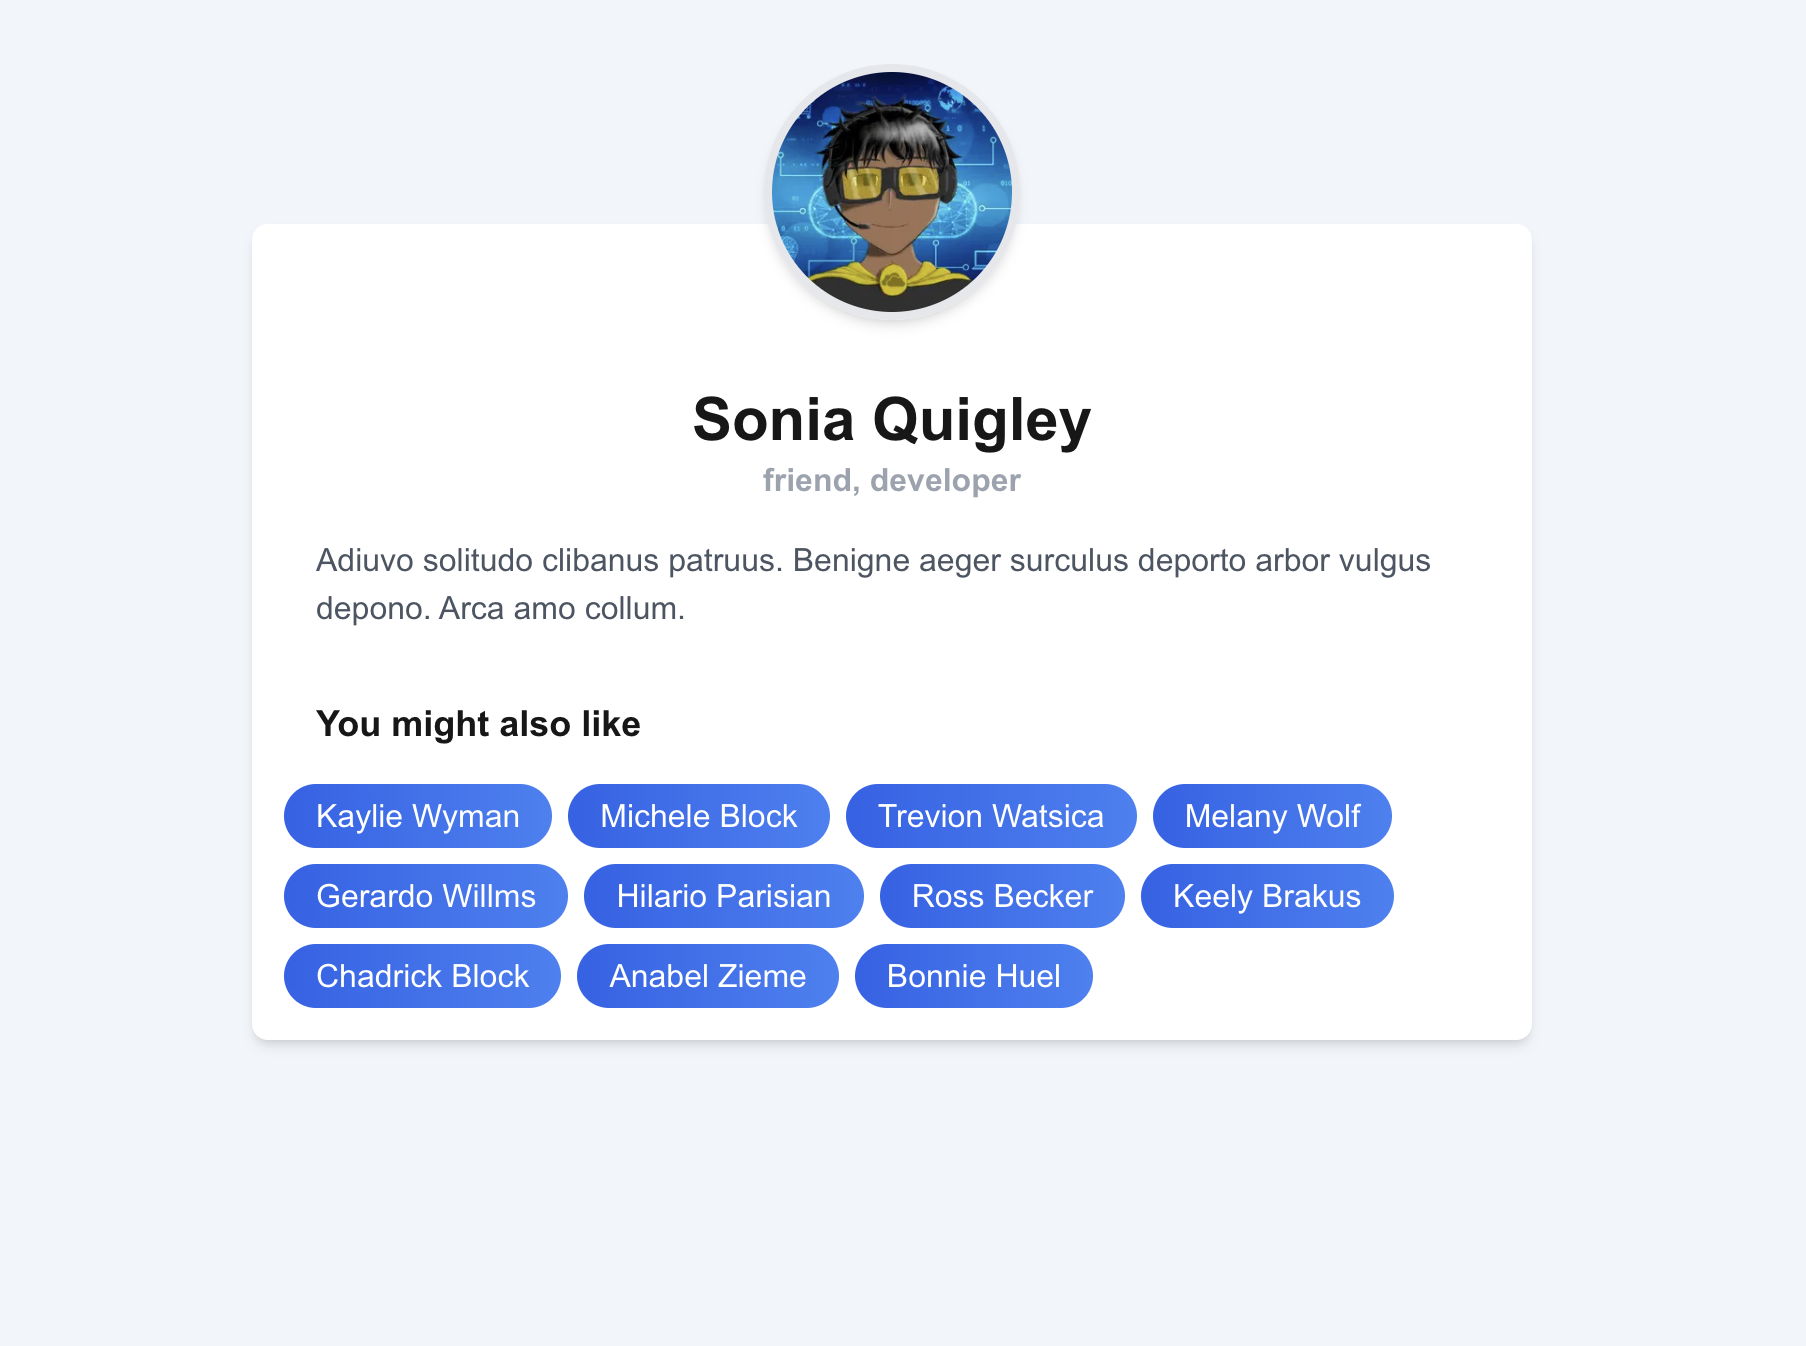 Sonia Quigley
friend, developer
Adiuvo solitudo clibanus patruus. Benigne aeger surculus deporto arbor vulgus
depono. Arca amo collum.
You might also like
Kaylie Wyman Michele Block Trevion Watsica Melany Wolf
Gerardo Willms Hilario Parisian Ross Becker Keely Brakus
Chadrick Block Anabel Zieme Bonnie Huel